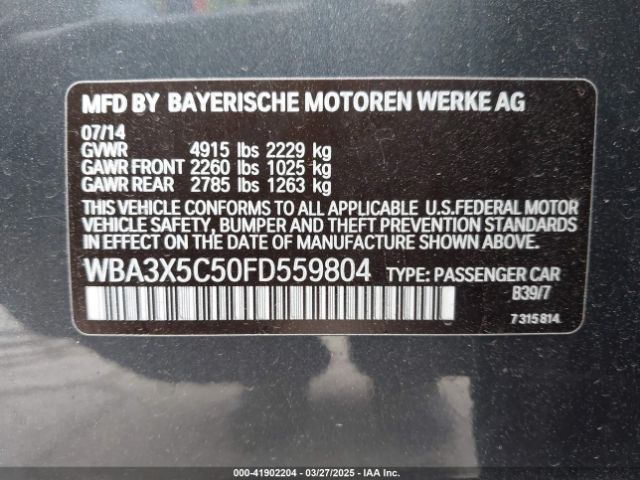 MFD BY BAYERISCHE MOTOREN WERKE AG
07/14
GVWR 4915 lbs 2229 kg
GAWR FRONT 2260 lbs 1025 kg
GAWR REAR 2785 lbs 1263 kg
THIS VEHICLE CONFORMS TO ALL APPLICABLE U.S.FEDERAL MOTOR
VEHICLE SAFETY, BUMPER AND THEFT PREVENTION STANDARDS
IN EFFECT ON THE DATE OF MANUFACTURE SHOWN ABOVE.
WBA3X5C50FD559804 TYPE: PASSENGER CAR
B39/7
7 315 814
000-41902204 - 03/27/2025 - IAA Inc.